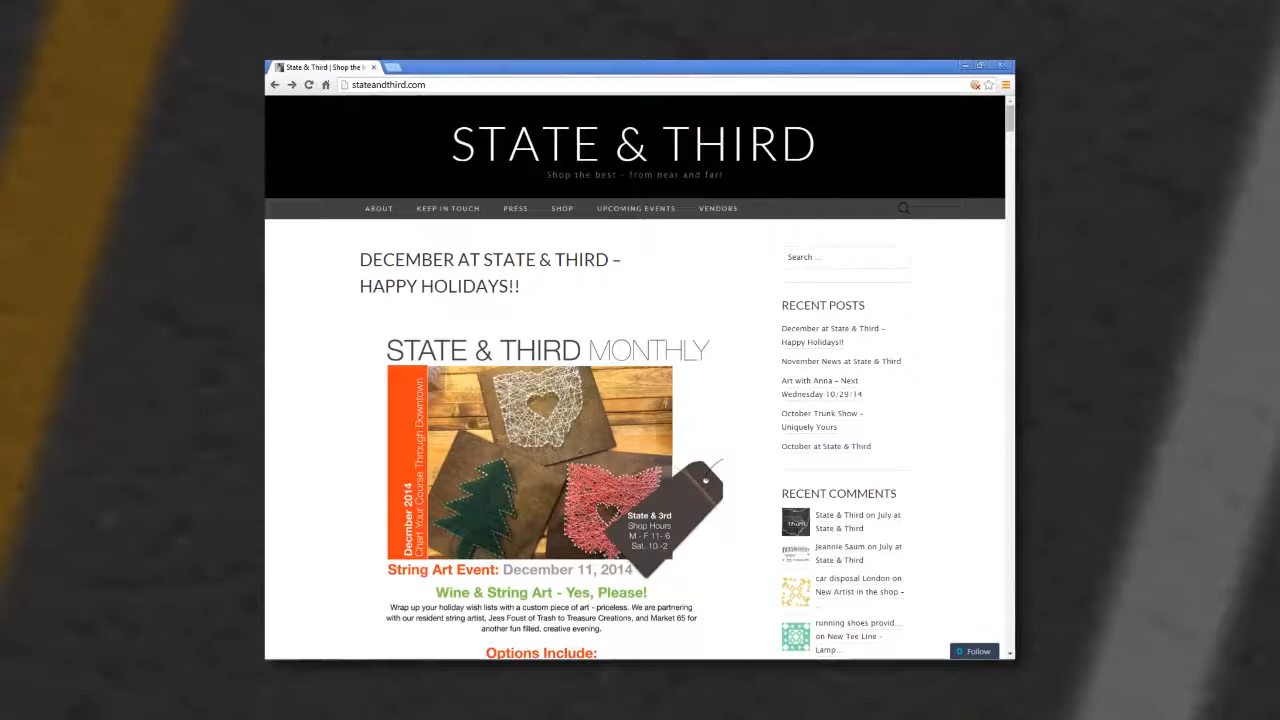 State & Third | Shop the b
stateandthird.com
STATE & THIRD
Shop the best - from near and far!
ABOUT KEEP IN TOUCH PRESS SHOP UPCOMING EVENTS VENDORS
DECEMBER AT STATE & THIRD –
HAPPY HOLIDAYS!!
STATE & THIRD MONTHLY
Decmber 2014
Chart Your Course Through Downtown
State & 3rd
Shop Hours
M - F 11- 6
Sat. 10 -2
String Art Event: December 11, 2014
Wine & String Art - Yes, Please!
Wrap up your holiday wish lists with a custom piece of art - priceless. We are partnering
with our resident string artist, Jess Foust of Trash to Treasure Creations, and Market 65 for
another fun filled, creative evening.
Options Include:
Search ...
RECENT POSTS
December at State & Third –
Happy Holidays!!
November News at State & Third
Art with Anna – Next
Wednesday 10/29/14
October Trunk Show –
Uniquely Yours
October at State & Third
RECENT COMMENTS
State & Third on July at
State & Third
Jeannie Saum on July at
State & Third
car disposal London on
New Artist in the shop –
..
running shoes provid...
on New Tee Line –
Lamp...
Follow